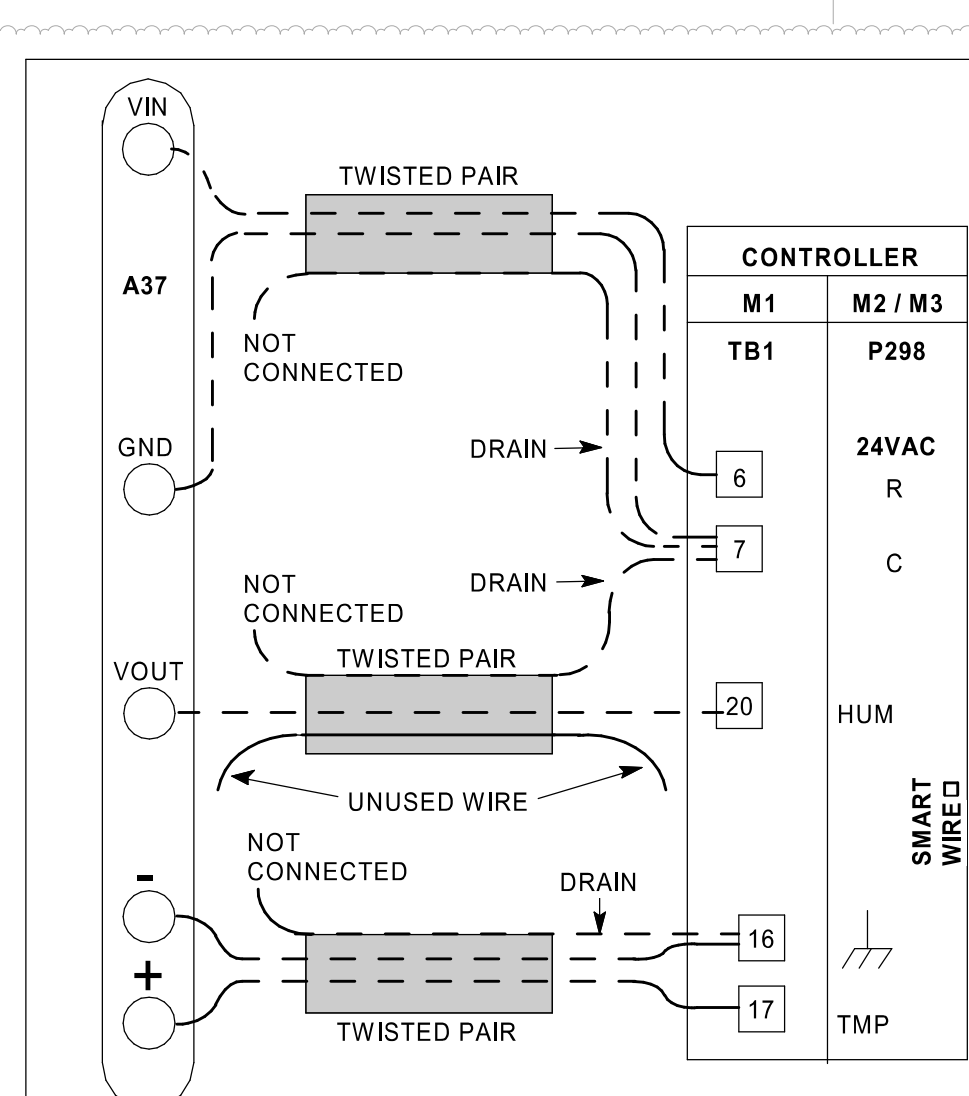 VIN
TWISTED PAIR
CONTROLLER
A37
M1
M2 / M3
NOT
CONNECTED
TB1
P298
GND
DRAIN
24VAC
6
R
7
C
NOT
CONNECTED
DRAIN
TWISTED PAIR
VOUT
20
HUM
UNUSED WIRE
SMART
WIRE
NOT
CONNECTED
-
DRAIN
16
+
17
TMP
TWISTED PAIR